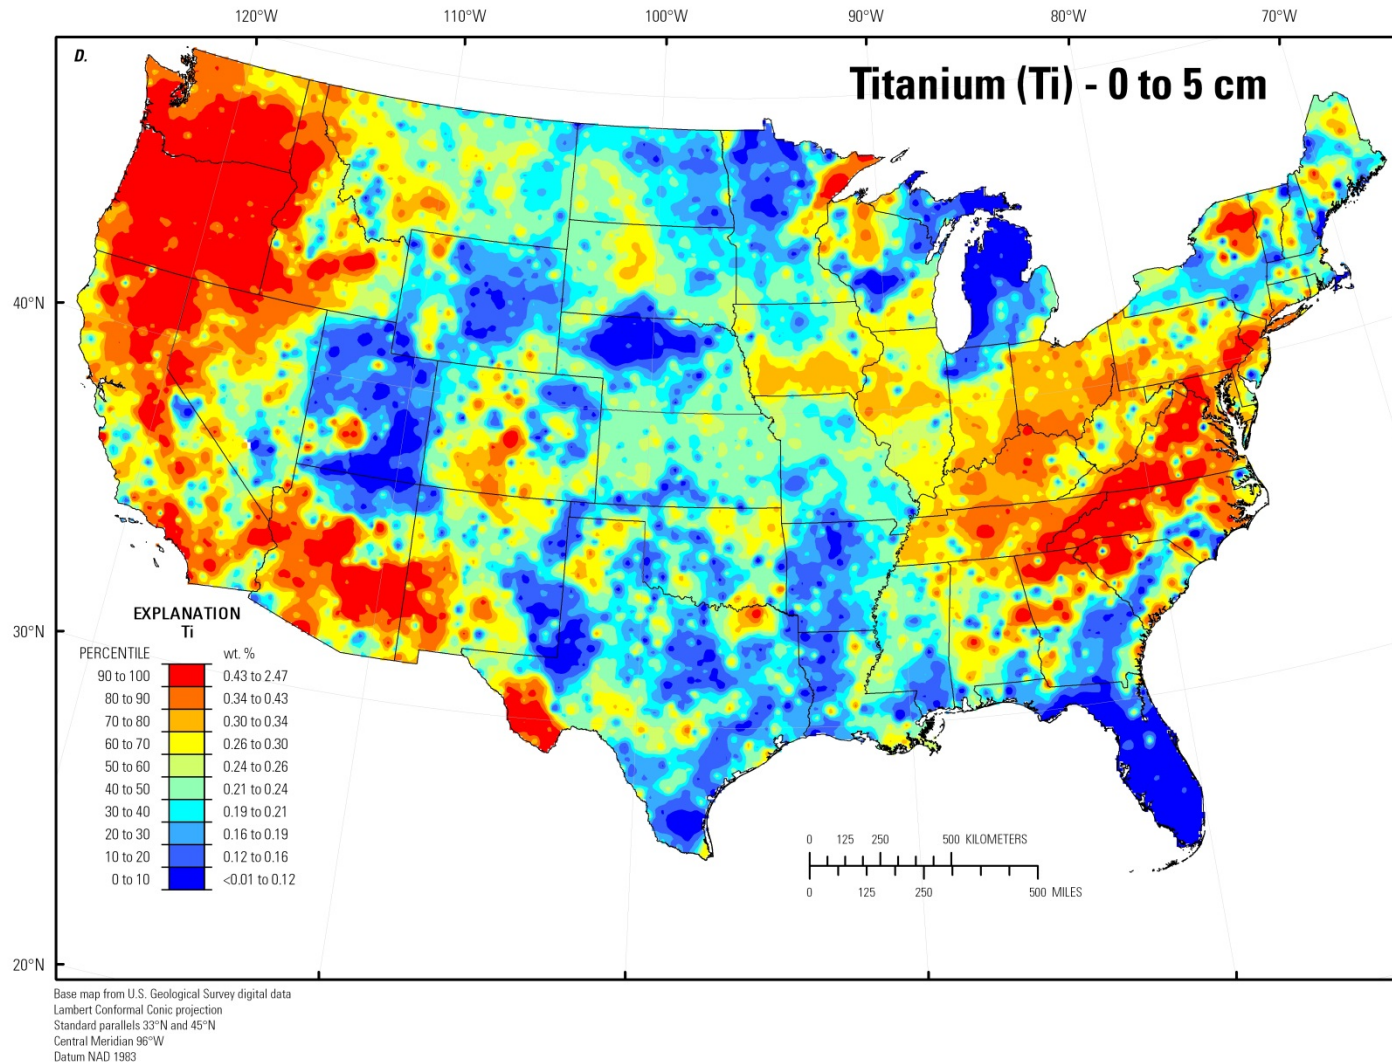 120°W 110°W 100°W 90°W 80°W 70°W
D.
Titanium (Ti) - 0 to 5 cm
40°N
30°N
20°N
EXPLANATION
Ti
PERCENTILE wt. %
90 to 100 0.43 to 2.47
80 to 90 0.34 to 0.43
70 to 80 0.30 to 0.34
60 to 70 0.26 to 0.30
50 to 60 0.24 to 0.26
40 to 50 0.21 to 0.24
30 to 40 0.19 to 0.21
20 to 30 0.16 to 0.19
10 to 20 0.12 to 0.16
0 to 10 <0.01 to 0.12
0 125 250 500 KILOMETERS
0 125 250 500 MILES
Base map from U.S. Geological Survey digital data
Lambert Conformal Conic projection
Standard parallels 33°N and 45°N
Central Meridian 96°W
Datum NAD 1983